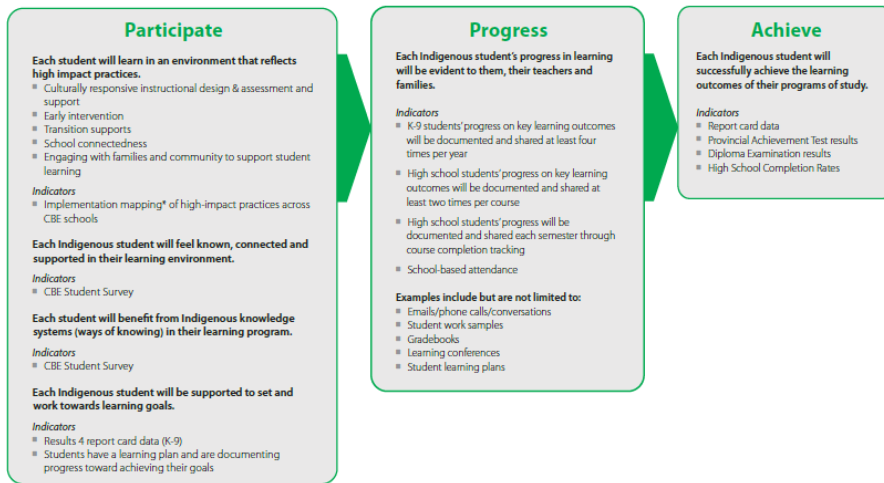 Participate
Each student will learn in an environment that reflects
high impact practices.
Culturally responsive instructional design & assessment and
support
Early intervention
Transition supports
School connectedness
Engaging with families and community to support student
learning
Indicators
Implementation mapping* of high-impact practices across
CBE schools
Each Indigenous student will feel known, connected and
supported in their learning environment.
Indicators
CBE Student Survey
Each student will benefit from Indigenous knowledge
systems (ways of knowing) in their learning program.
Indicators
CBE Student Survey
Each Indigenous student will be supported to set and
work towards learning goals.
Indicators
Results 4 report card data (K-9)
Students have a learning plan and are documenting
progress toward achieving their goals
Progress
Each Indigenous student's progress in learning
will be evident to them, their teachers and
families.
Indicators
K-9 students' progress on key learning outcomes
will be documented and shared at least four
times per year
High school students' progress on key learning
outcomes will be documented and shared at
least two times per course
High school students' progress will be
documented and shared each semester through
course completion tracking
School-based attendance
Examples include but are not limited to:
Emails/phone calls/conversations
Student work samples
Gradebooks
Learning conferences
Student learning plans
Achieve
Each Indigenous student will
successfully achieve the learning
outcomes of their programs of study.
Indicators
Report card data
Provincial Achievement Test results
Diploma Examination results
High School Completion Rates